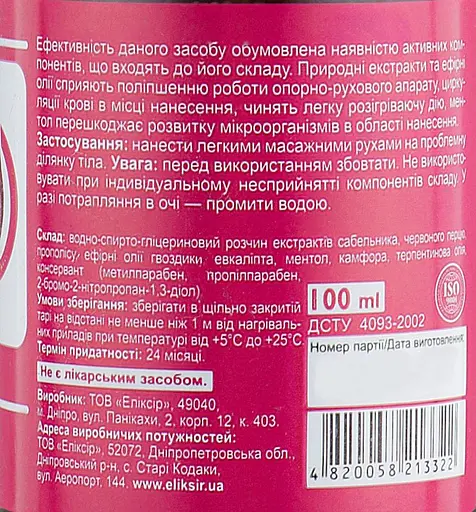 Ефективність даного засобу обумовлена наявністю активних ком-
понентів, що входять до його складу. Природні екстракти та ефірні
олії сприяють поліпшенню роботи опорно-рухового апарату, цирку-
ляції крові в місці нанесення, чинять легку розігріваючу дію, мен-
тол перешкоджає розвитку мікроорганізмів в області нанесення.
Застосування: нанести легкими масажними рухами на проблемну
ділянку тіла. Увага: перед використанням збовтати. Не використо-
вувати при індивідуальному несприйнятті компонентів складу. У
разі потрапляння в очі — промити водою.
Склад: водно-спирто-гліцериновий розчин екстрактів сабельника, червоного перцю,
прополісу, ефірні олії гвоздики, евкаліпта, ментол, камфора, терпентинова олія,
консервант (метилпарабен, пропілпарабен,
2-бромо-2-нітропропан-1,3-діол).
Умови зберігання: зберігати в щільно закритій
тарі на відстані не менше ніж 1 м від нагріваль-
них приладів при температурі від +5°С до +25°С.
Термін придатності: 24 місяці.
Не є лікарським засобом.
Виробник: ТОВ «Еліксір», 49040,
м. Дніпро, вул. Панікахи, 2, корп. 12, к. 403.
Адреса виробничих потужностей:
ТОВ «Еліксір», 52072, Дніпропетровська обл.,
Дніпровський р-н, с. Старі Кодаки,
вул. Аеропорт, 144. www.eliksir.ua
ISO
100 ml
ДСТУ 4093-2002
Номер партії/Дата виготовлення:
4 820058 213322